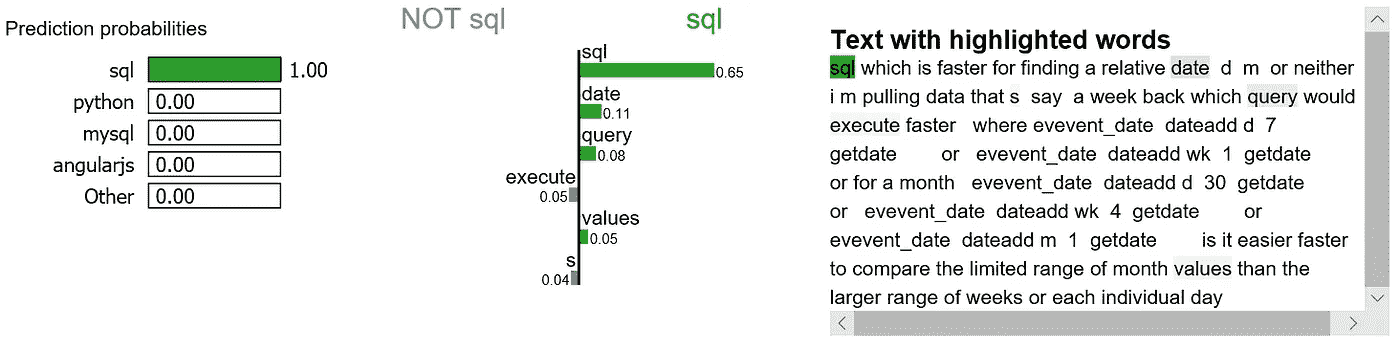 Prediction probabilities
sql 1.00
python 0.00
mysql 0.00
angularjs 0.00
Other 0.00
NOT sql sql
sql
0.65
date
0.11
query
0.08
execute
0.05
values
0.05
s
0.04
Text with highlighted words
sql which is faster for finding a relative date d m or neither
i m pulling data that s say a week back which query would
execute faster where evevent_date dateadd d 7
getdate or evevent_date dateadd wk 1 getdate
or for a month evevent_date dateadd d 30 getdate
or evevent_date dateadd wk 4 getdate or
evevent_date dateadd m 1 getdate is it easier faster
to compare the limited range of month values than the
larger range of weeks or each individual day